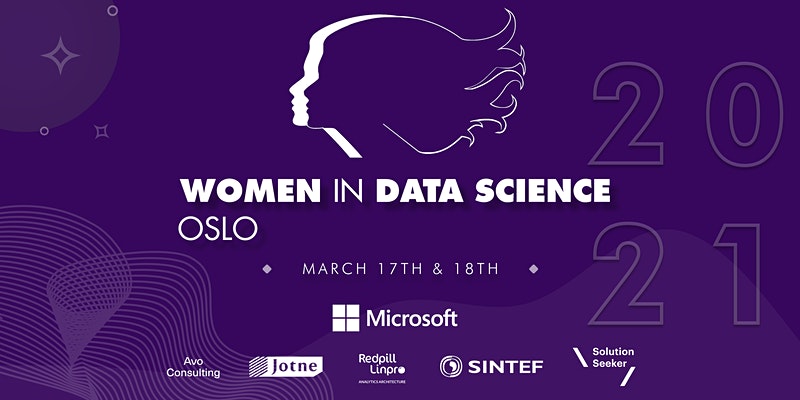 20
21
WOMEN IN DATA SCIENCE
OSLO
MARCH 17TH & 18TH
Microsoft
Avo
Consulting
Jotne
Redpill
Linpro
ANALYTICS ARCHITECTURE
SINTEF
Solution
Seeker